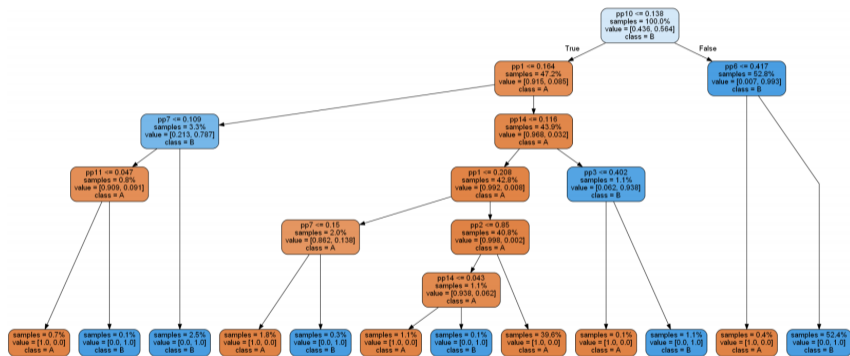 pp10 <= 0.138
samples = 100.0%
value = [0.436, 0.564]
class = B
True
False
pp1 <= 0.164
samples = 47.2%
value = [0.915, 0.085]
class = A
pp6 <= 0.417
samples = 52.8%
value = [0.007, 0.993]
class = B
pp7 <= 0.109
samples = 3.3%
value = [0.213, 0.787]
class = B
pp14 <= 0.116
samples = 43.9%
value = [0.968, 0.032]
class = A
pp11 <= 0.047
samples = 0.8%
value = [0.909, 0.091]
class = A
pp1 <= 0.208
samples = 42.8%
value = [0.992, 0.008]
class = A
pp3 <= 0.402
samples = 1.1%
value = [0.062, 0.938]
class = B
pp7 <= 0.15
samples = 2.0%
value = [0.862, 0.138]
class = A
pp2 <= 0.85
samples = 40.8%
value = [0.998, 0.002]
class = A
pp14 <= 0.043
samples = 1.1%
value = [0.938, 0.062]
class = A
samples = 0.7%
value = [1.0, 0.0]
class = A
samples = 0.1%
value = [0.0, 1.0]
class = B
samples = 2.5%
value = [0.0, 1.0]
class = B
samples = 1.8%
value = [1.0, 0.0]
class = A
samples = 0.3%
value = [0.0, 1.0]
class = B
samples = 1.1%
value = [1.0, 0.0]
class = A
samples = 0.1%
value = [0.0, 1.0]
class = B
samples = 39.6%
value = [1.0, 0.0]
class = A
samples = 0.1%
value = [1.0, 0.0]
class = A
samples = 1.1%
value = [0.0, 1.0]
class = B
samples = 0.4%
value = [1.0, 0.0]
class = A
samples = 52.4%
value = [0.0, 1.0]
class = B